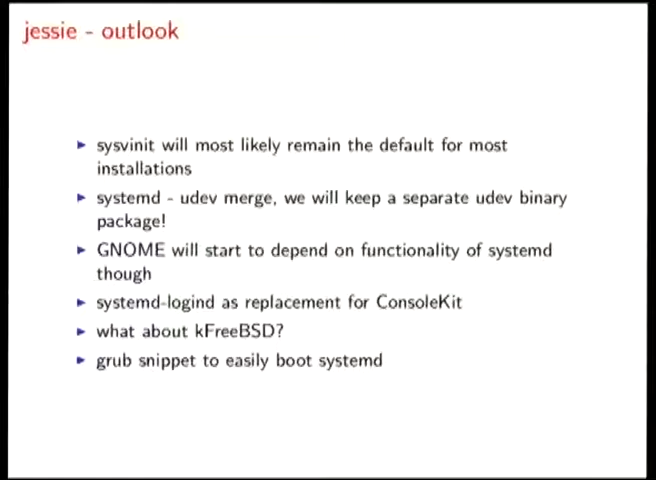 jessie - outlook
sysvinit will most likely remain the default for most
installations
systemd - udev merge, we will keep a separate udev binary
package!
GNOME will start to depend on functionality of systemd
though
systemd-logind as replacement for ConsoleKit
what about kFreeBSD?
grub snippet to easily boot systemd